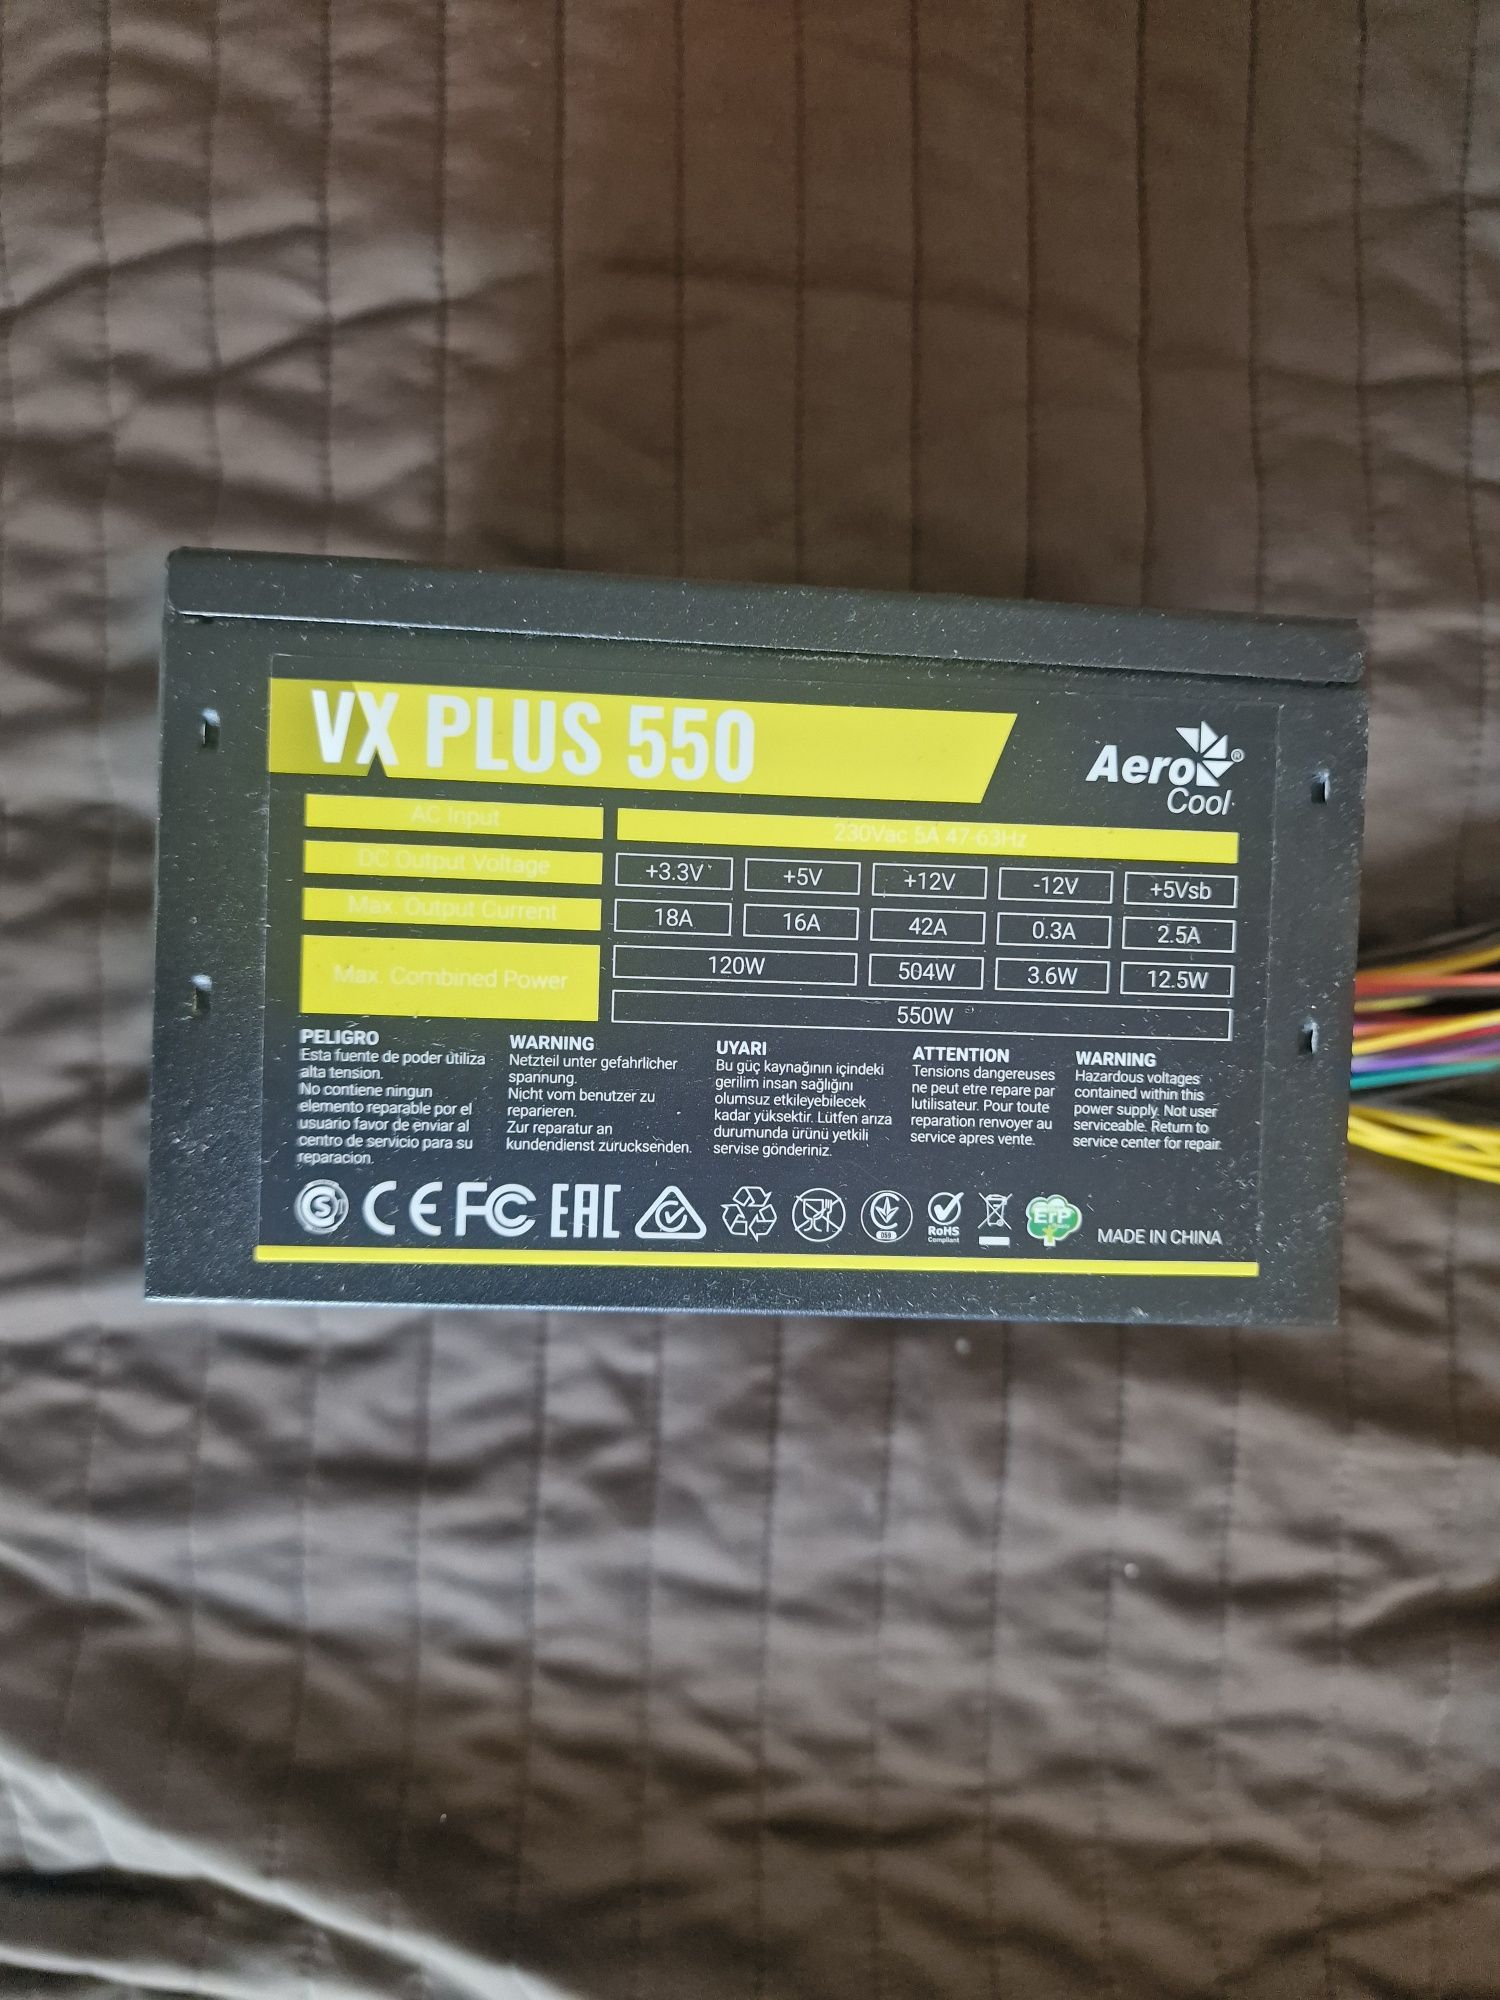 VX PLUS 550
Aero
Cool
®
AC Input
230Vac 5A 47-63Hz
DC Output Voltage
+3.3V +5V +12V -12V +5Vsb
Max. Output Current
18A 16A 42A 0.3A 2.5A
Max. Combined Power
120W 504W 3.6W 12.5W
550W
PELIGRO
Esta fuente de poder útiliza
alta tension.
No contiene ningun
elemento reparable por el
usuario favor de enviar al
centro de servicio para su
reparacion.
WARNING
Netzteil unter gefahrlicher
spannung.
Nicht vom benutzer zu
reparieren.
Zur reparatur an
kundendienst zurucksenden.
UYARI
Bu güç kaynağının içindeki
gerilim insan sağlığını
olumsuz etkileyebilecek
kadar yüksektir. Lütfen arıza
durumunda ürünü yetkili
servise gönderiniz.
ATTENTION
Tensions dangereuses
ne peut etre repare par
lutilisateur. Pour toute
reparation renvoyer au
service apres vente.
WARNING
Hazardous voltages
contained within this
power supply. Not user
serviceable. Return to
service center for repair.
CE FC EAC
RoHS
Compliant
ErP
MADE IN CHINA